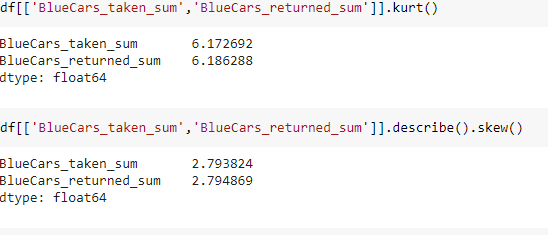 df[['BlueCars_taken_sum','BlueCars_returned_sum']].kurt()
BlueCars_taken_sum 6.172692
BlueCars_returned_sum 6.186288
dtype: float64
df[['BlueCars_taken_sum','BlueCars_returned_sum']].describe().skew()
BlueCars_taken_sum 2.793824
BlueCars_returned_sum 2.794869
dtype: float64